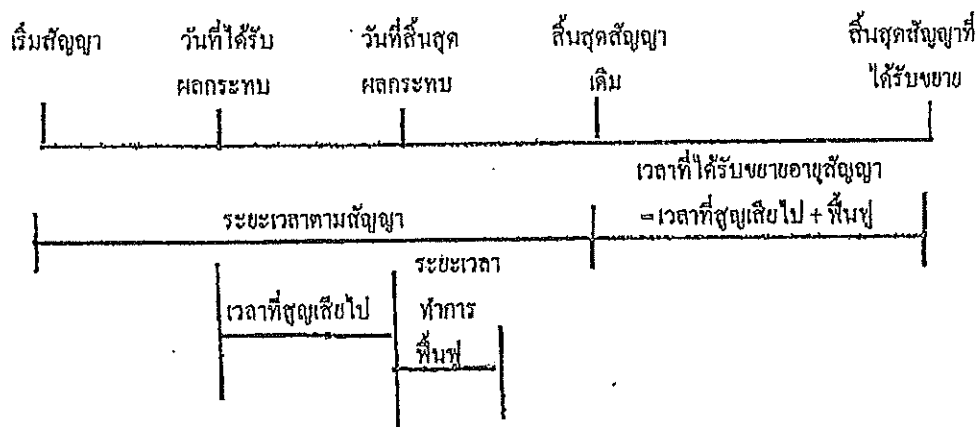 เริ่มสัญญา วันที่ได้รับ วันที่สิ้นสุด สิ้นสุดสัญญา สิ้นสุดสัญญาที่
ผลกระทบ ผลกระทบ เดิม ได้รับขยาย
เวลาที่ได้รับขยายอายุสัญญา
ระยะเวลาตามสัญญา =เวลาที่สูญเสียไป + ฟื้นฟู
ระยะเวลา
เวลาที่สูญเสียไป ทำการ
ฟื้นฟู